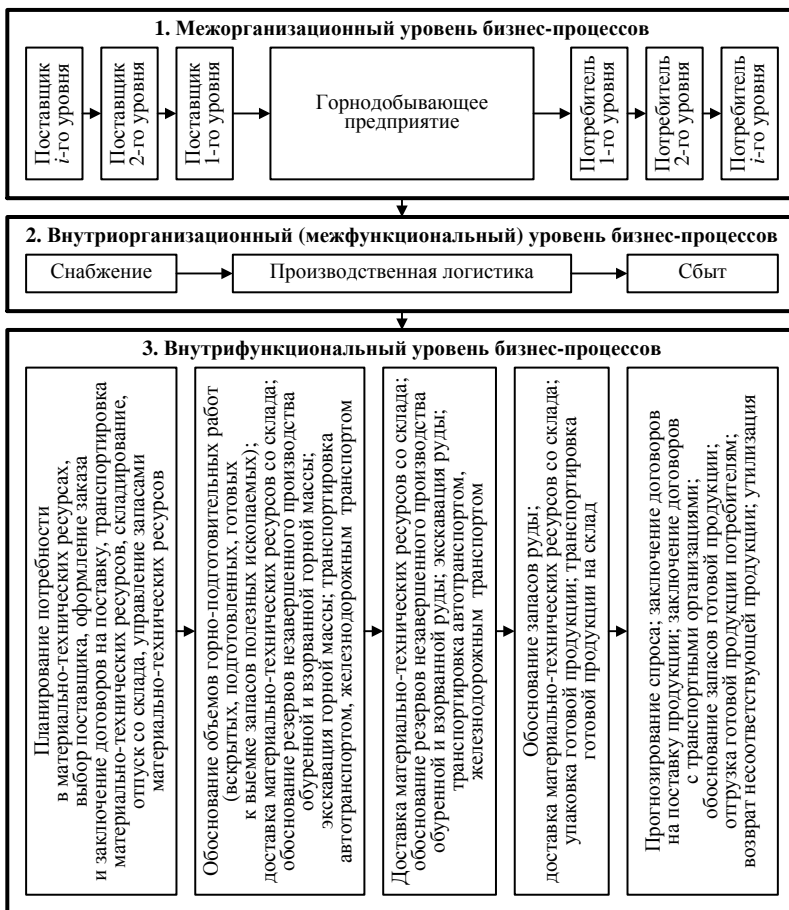 1. Межорганизационный уровень бизнес-процессов
Поставщик
i-го уровня
Поставщик
2-го уровня
Поставщик
1-го уровня
Горнодобывающее
предприятие
Потребитель
1-го уровня
Потребитель
2-го уровня
Потребитель
i-го уровня
2. Внутриорганизационный (межфункциональный) уровень бизнес-процессов
Снабжение
Производственная логистика
Сбыт
3. Внутрифункциональный уровень бизнес-процессов
Планирование потребности
в материально-технических ресурсах,
выбор поставщика, оформление заказа
и заключение договоров на поставку, транспортировка
материально-технических ресурсов, складирование,
отпуск со склада, управление запасами
материально-технических ресурсов
Обоснование объемов горно-подготовительных работ
(вскрытых, подготовленных, готовых
к выемке запасов полезных ископаемых);
доставка материально-технических ресурсов со склада;
обоснование резервов незавершенного производства
обуренной и взорванной горной массы;
экскавация горной массы; транспортировка
автотранспортом, железнодорожным транспортом
Доставка материально-технических ресурсов со склада;
обоснование резервов незавершенного производства
обуренной и взорванной руды; экскавация руды;
транспортировка автотранспортом,
железнодорожным транспортом
Обоснование запасов руды;
доставка материально-технических ресурсов со склада;
упаковка готовой продукции; транспортировка
готовой продукции на склад
Прогнозирование спроса; заключение договоров
на поставку продукции; заключение договоров
с транспортными организациями;
обоснование запасов готовой продукции;
отгрузка готовой продукции потребителям;
возврат несоответствующей продукции; утилизация